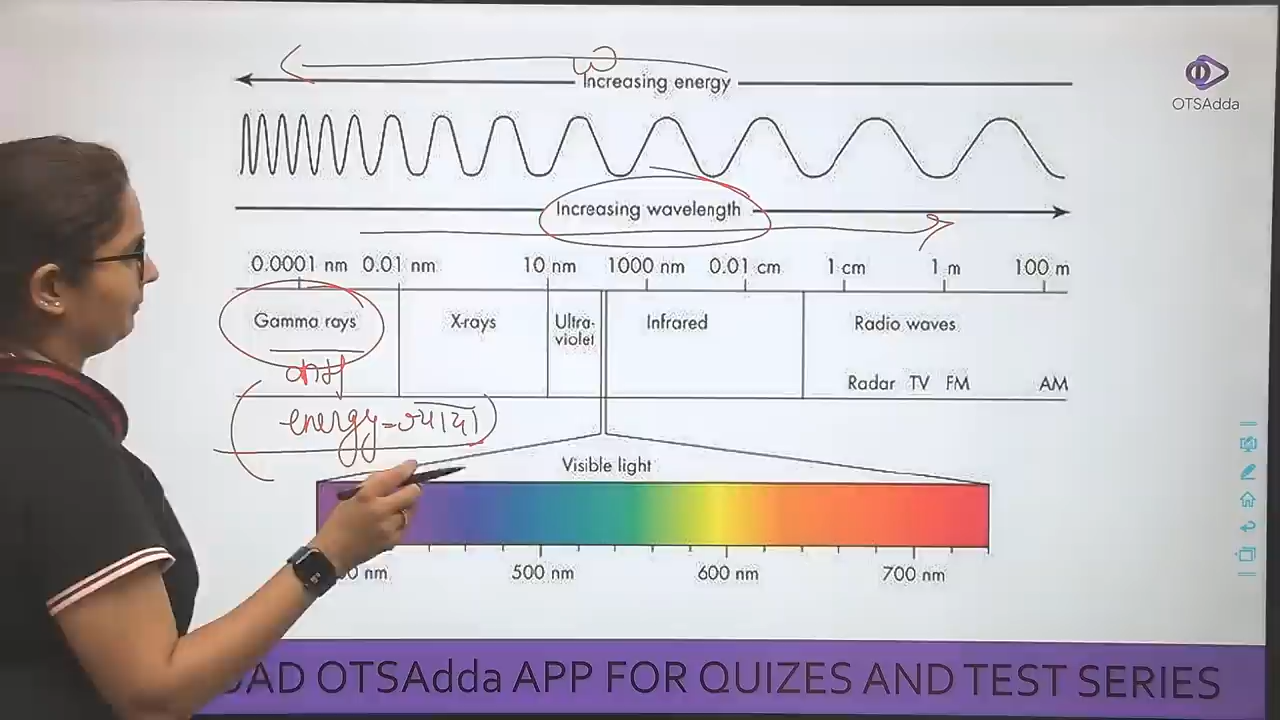 Increasing energy
OTSAdda
Increasing wavelength
0.0001 nm 0.01 nm 10 nm 1000 nm 0.01 cm 1 cm 1 m 100 m
Gamma rays X-rays Ultra-violet Infrared Radio waves
Radar TV FM AM
energy - ज्यादा
Visible light
00 nm 500 nm 600 nm 700 nm
OAD OTSAdda APP FOR QUIZES AND TEST SERIES